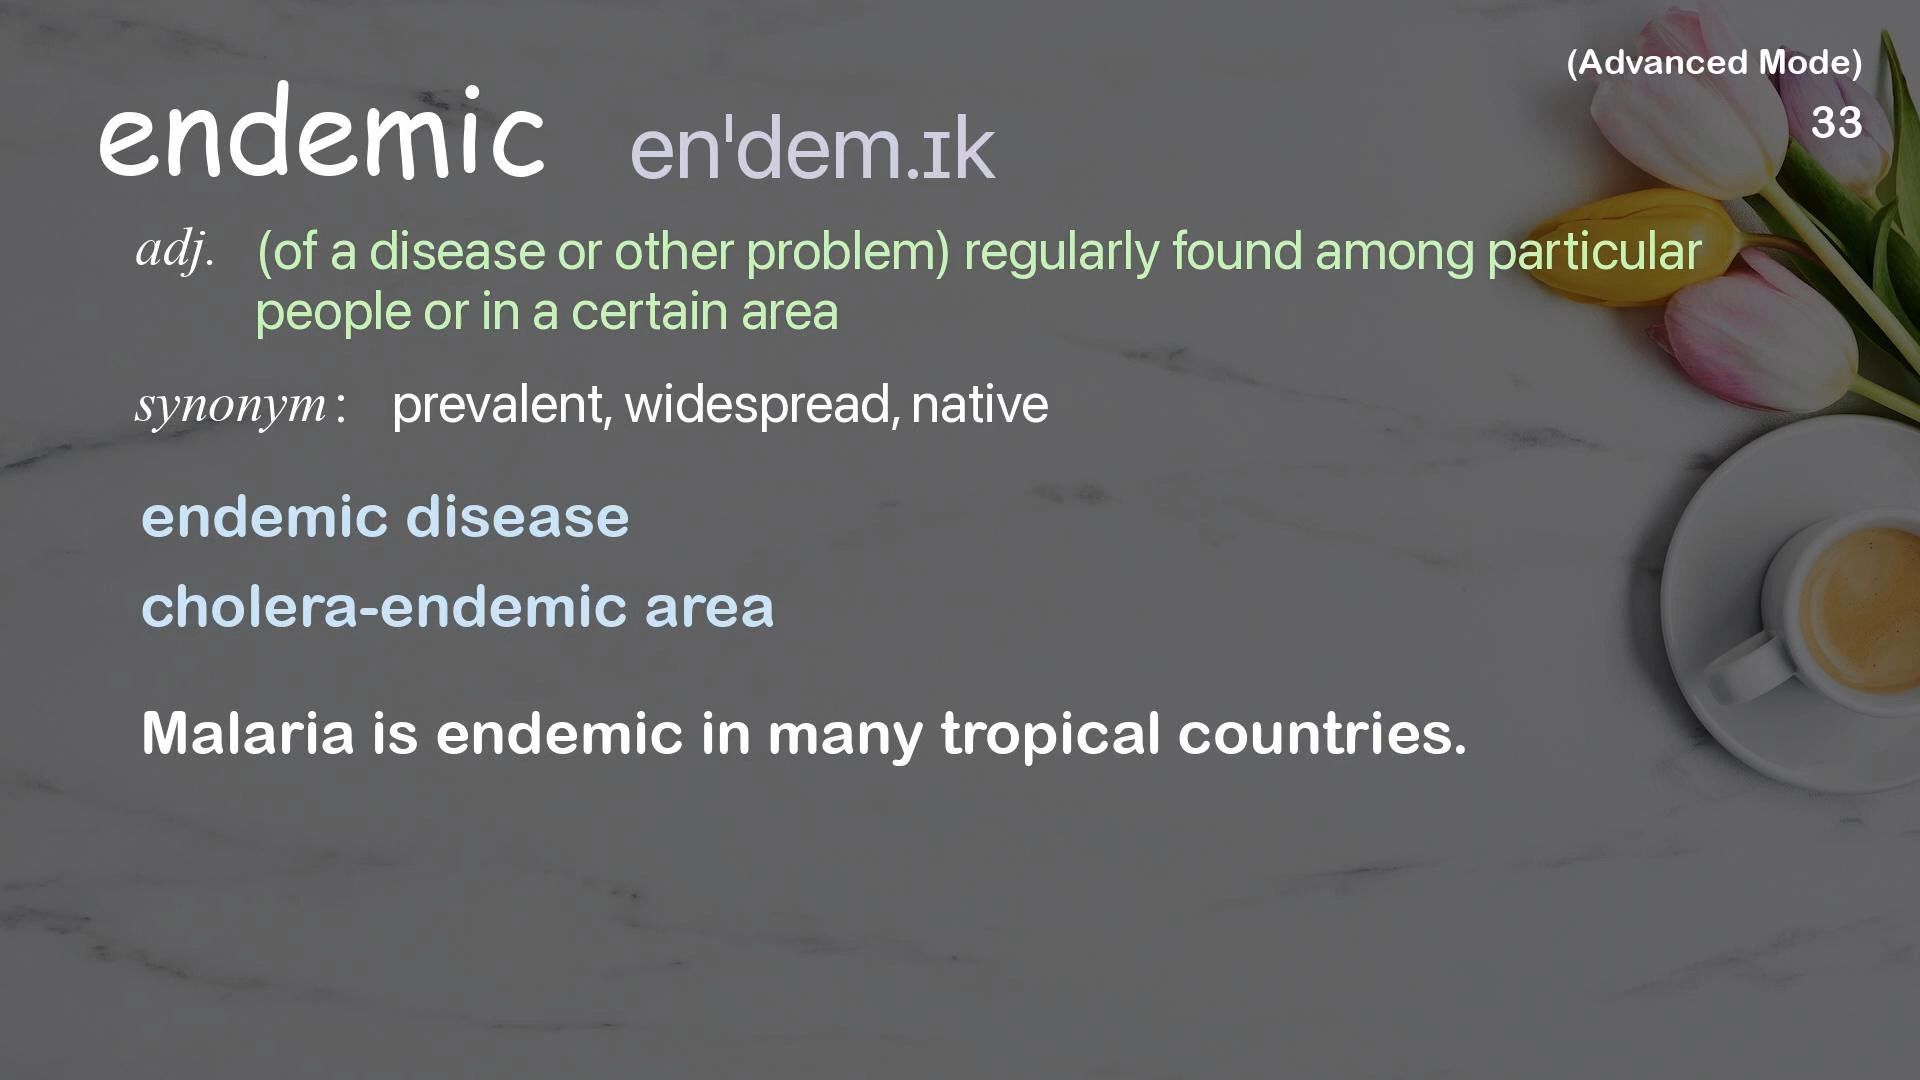 (Advanced Mode)
33
endemic en'dem.ɪk
adj. (of a disease or other problem) regularly found among particular
people or in a certain area
synonym: prevalent, widespread, native
endemic disease
cholera-endemic area
Malaria is endemic in many tropical countries.